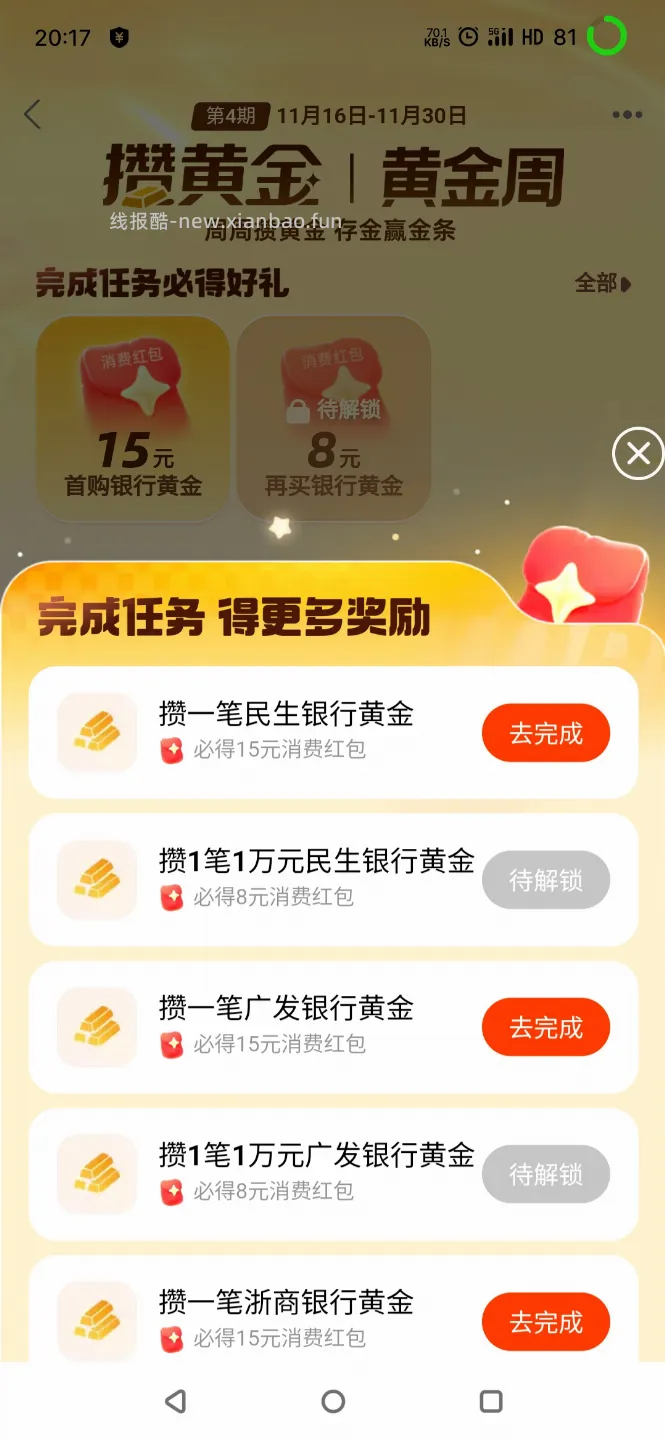 20:17
70.1 KB/S 5G HD 81
第4期 11月16日-11月30日
攒黄金 | 黄金周
线报酷-new.xianbao.fun
周周攒黄金 存金赢金条
完成任务必得好礼
全部
消费红包
15元
首购银行黄金
消费红包
待解锁
8元
再买银行黄金
完成任务 得更多奖励
攒一笔民生银行黄金
必得15元消费红包
去完成
攒1笔1万元民生银行黄金
必得8元消费红包
待解锁
攒一笔广发银行黄金
必得15元消费红包
去完成
攒1笔1万元广发银行黄金
必得8元消费红包
待解锁
攒一笔浙商银行黄金
必得15元消费红包
去完成